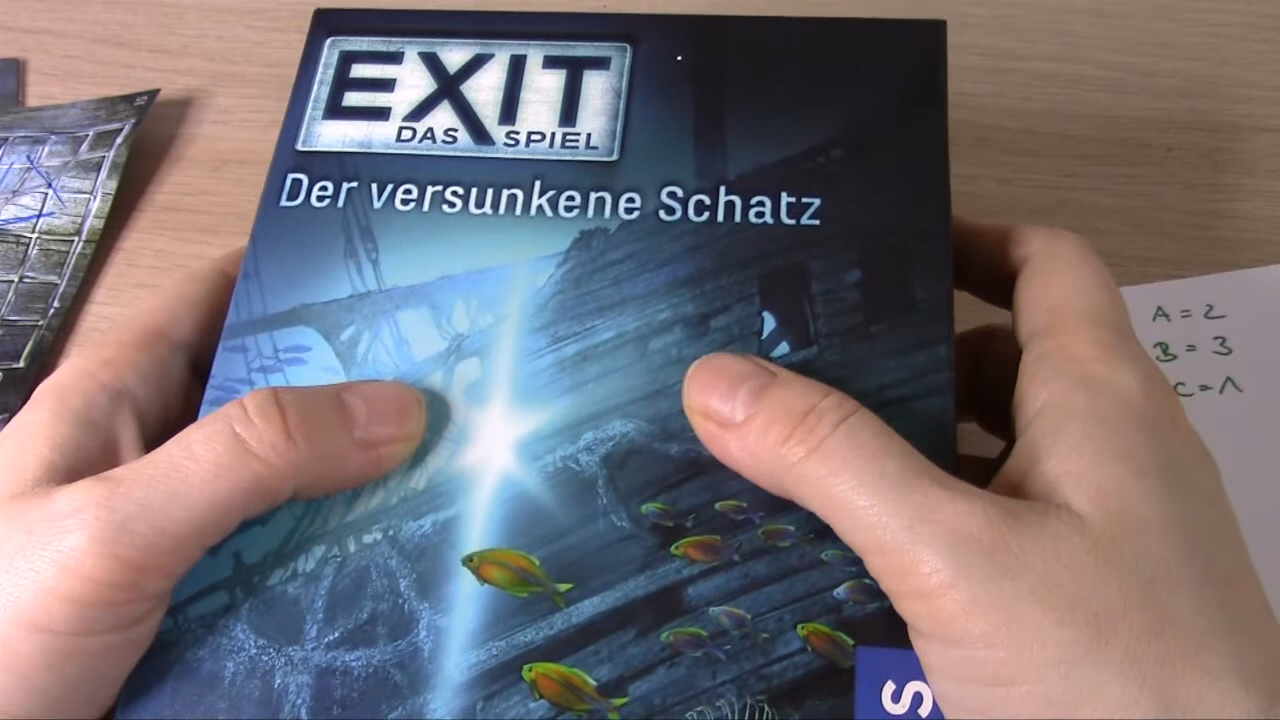 EXIT
DAS SPIEL
Der versunkene Schatz
A = 2
B = 3
C = 1
S